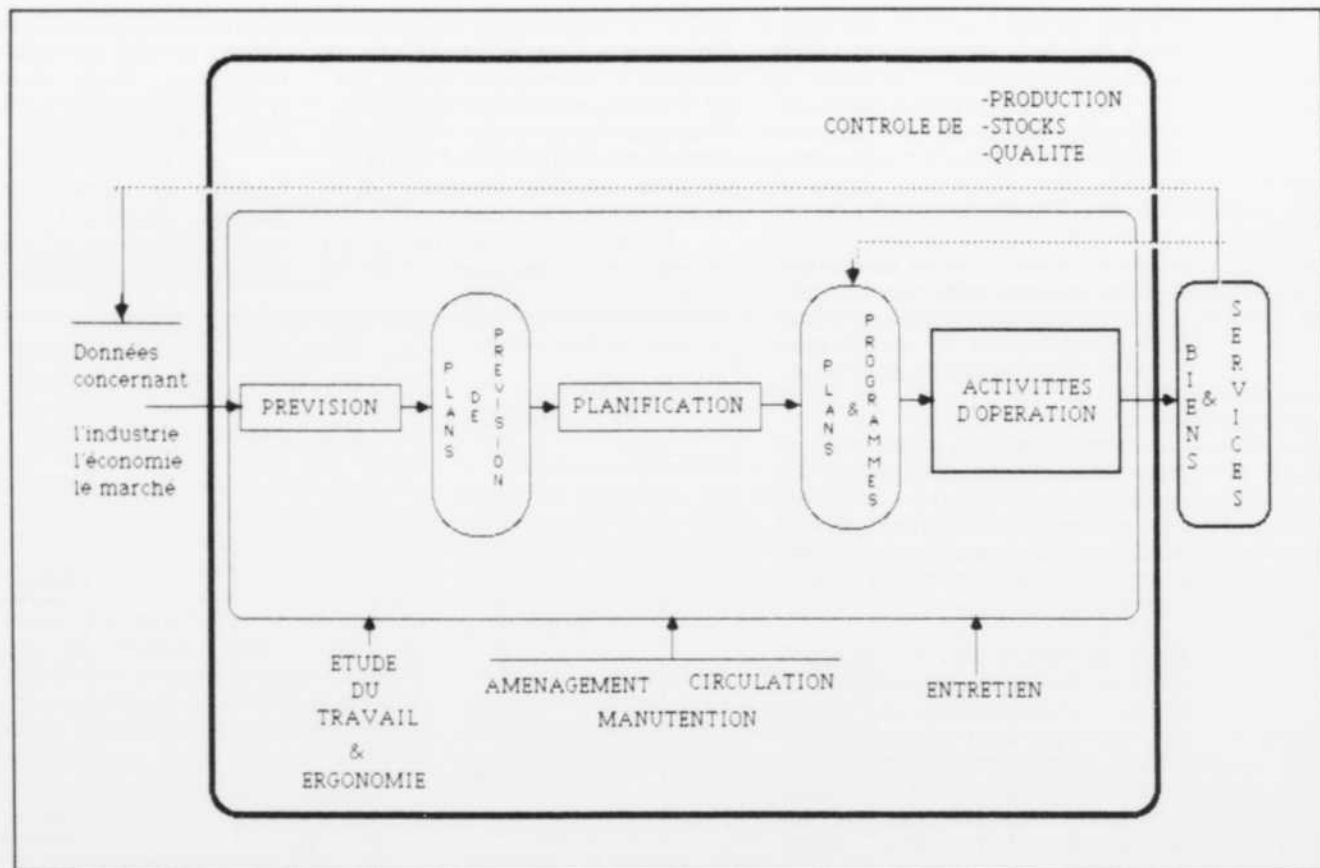 -PRODUCTION
CONTROLE DE -STOCKS
-QUALITE
Données
concernant
l'industrie
l'économie
le marché
PREVISION
PLANS
DE
PREVISION
PLANIFICATION
PLANS
&
PROGRAMMES
ACTIVITTES
D'OPERATION
BIENS
&
SERVICES
ETUDE
DU
TRAVAIL
&
ERGONOMIE
AMENAGEMENT CIRCULATION
MANUTENTION
ENTRETIEN